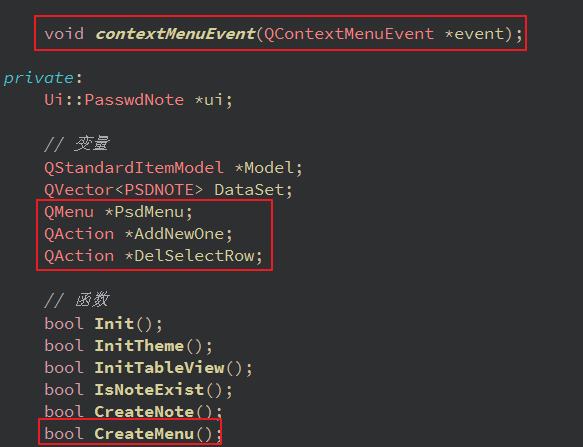 void contextMenuEvent(QContextMenuEvent *event);
private:
Ui::PasswdNote *ui;
// 变量
QStandardItemModel *Model;
QVector<PSDNOTE> DataSet;
QMenu *PsdMenu;
QAction *AddNewOne;
QAction *DelSelectRow;
// 函数
bool Init();
bool InitTheme();
bool InitTableView();
bool IsNoteExist();
bool CreateNote();
bool CreateMenu();